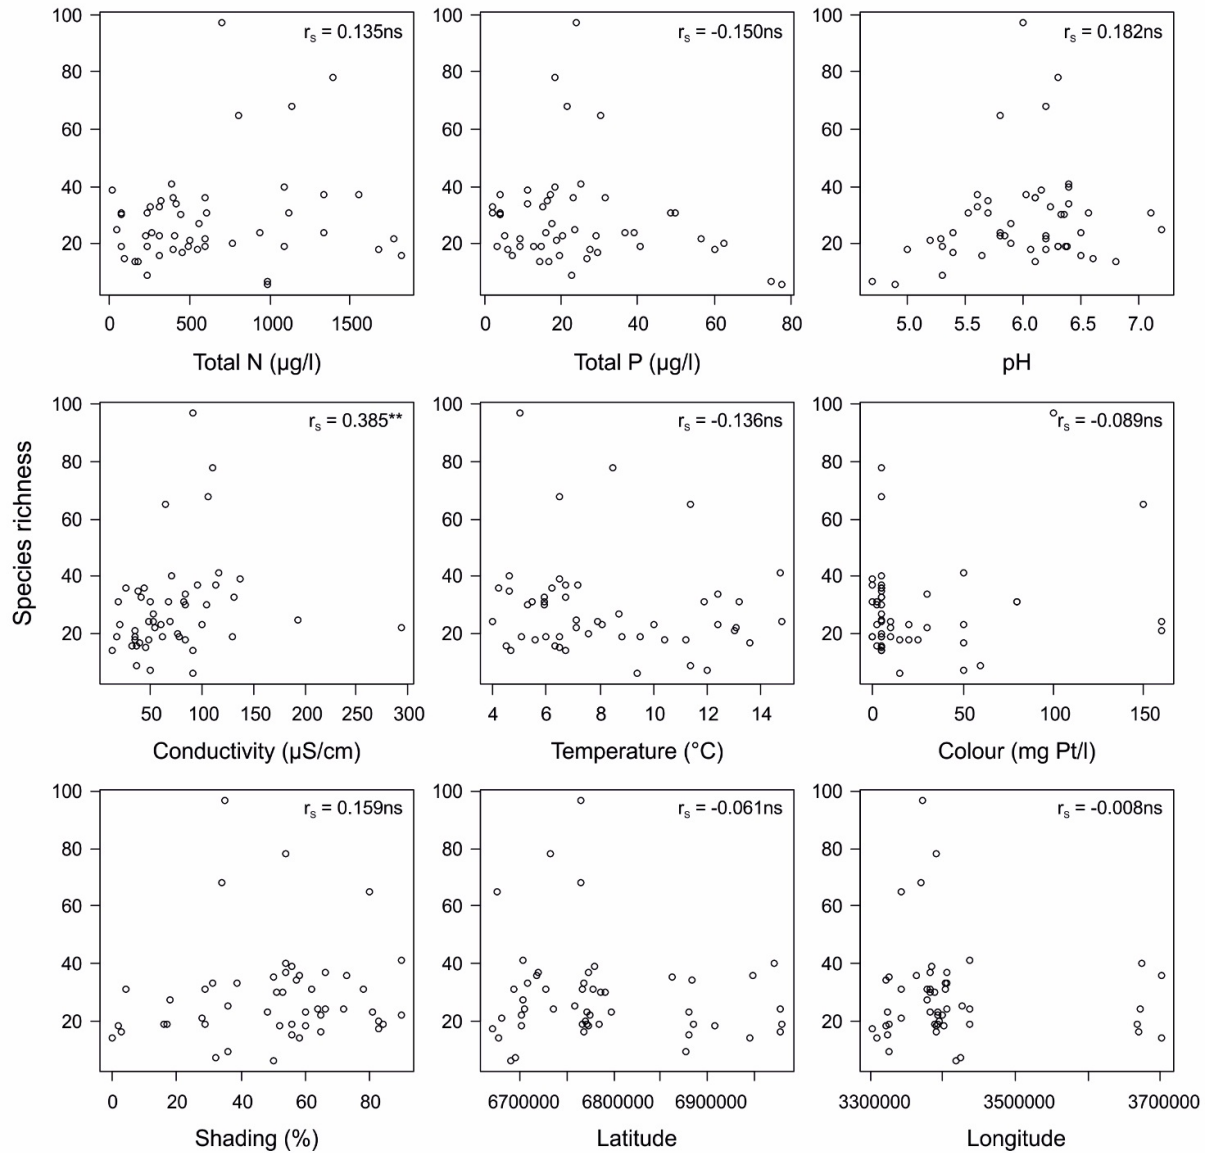 100
80
60
40
20
r_s = 0.135ns
0 500 1000 1500
Total N (µg/l)
100
80
60
40
20
r_s = -0.150ns
0 20 40 60 80
Total P (µg/l)
100
80
60
40
20
r_s = 0.182ns
5.0 5.5 6.0 6.5 7.0
pH
Species richness
100
80
60
40
20
r_s = 0.385**
50 100 150 200 250 300
Conductivity (µS/cm)
100
80
60
40
20
r_s = -0.136ns
4 6 8 10 12 14
Temperature (°C)
100
80
60
40
20
r_s = -0.089ns
0 50 100 150
Colour (mg Pt/l)
100
80
60
40
20
r_s = 0.159ns
0 20 40 60 80
Shading (%)
100
80
60
40
20
r_s = -0.061ns
6700000 6800000 6900000
Latitude
100
80
60
40
20
r_s = -0.008ns
3300000 3500000 3700000
Longitude